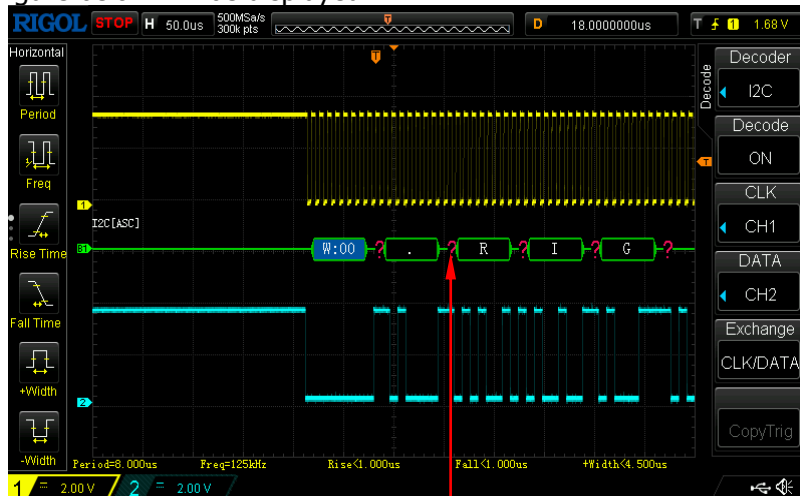 RIGOL STOP H 50.0us 500MSa/s 300k pts D 18.0000000us T 1 1.68 V
Horizontal
Period
Freq
Rise Time
Fall Time
+Width
-Width
T
T
1
I2C[ASC]
B1 W:00 ? . ? R ? I ? G ?
2
Period=8.000us Freq=125kHz Rise<1.000us Fall<1.000us +Width<4.500us
1 = 2.00 V 2 = 2.00 V
Decode
Decoder
I2C
Decode
ON
CLK
CH1
DATA
CH2
Exchange
CLK/DATA
CopyTrig